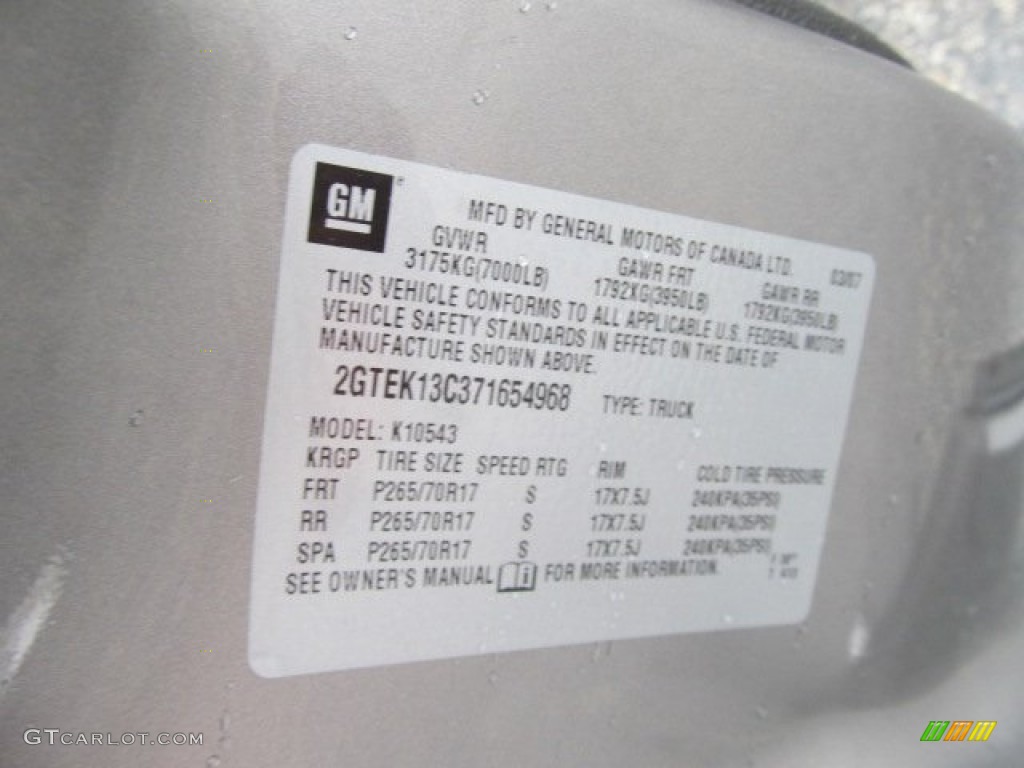 GM
MFD BY GENERAL MOTORS OF CANADA LTD. 03/07
GVWR GAWR FRT GAWR RR
3175KG(7000LB) 1792KG(3950LB) 1792KG(3950LB)
THIS VEHICLE CONFORMS TO ALL APPLICABLE U.S. FEDERAL MOTOR
VEHICLE SAFETY STANDARDS IN EFFECT ON THE DATE OF
MANUFACTURE SHOWN ABOVE.
2GTEK13C371654968 TYPE: TRUCK
MODEL: K10543
KRGP TIRE SIZE SPEED RTG RIM COLD TIRE PRESSURE
FRT P265/70R17 S 17X7.5J 240KPA(35PSI)
RR P265/70R17 S 17X7.5J 240KPA(35PSI)
SPA P265/70R17 S 17X7.5J 240KPA(35PSI)
SEE OWNER'S MANUAL FOR MORE INFORMATION.
GTCARLOT.COM